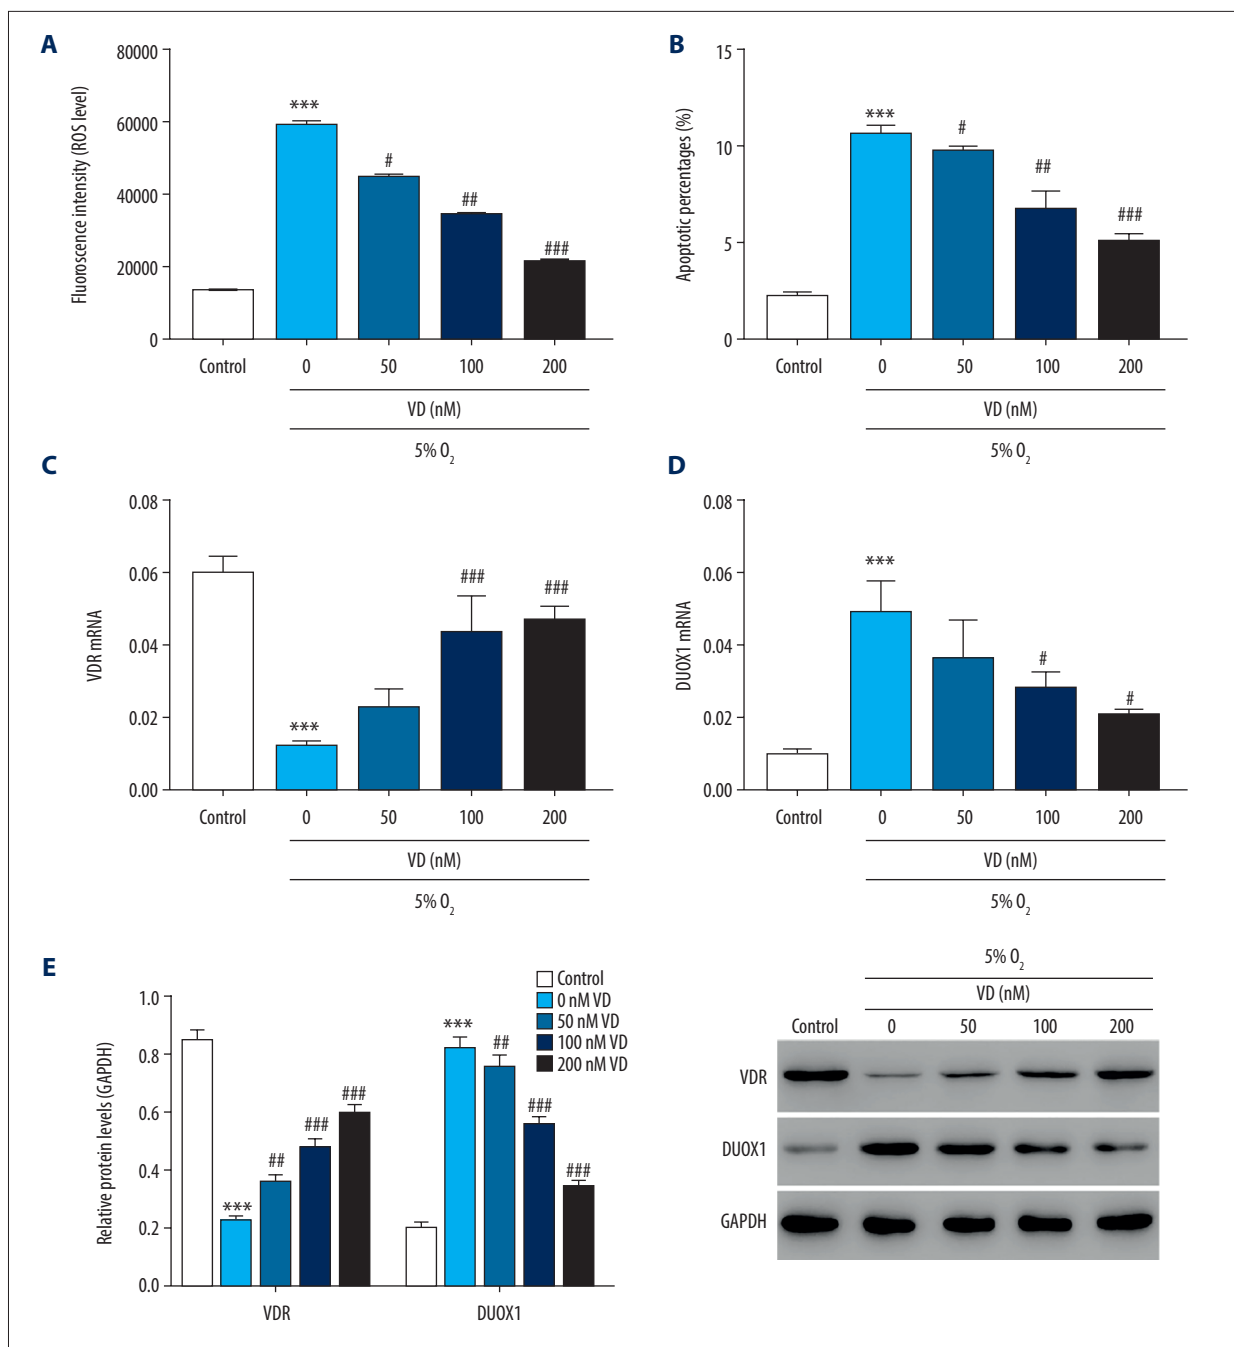 A
Fluoroscence intensity (ROS level)
80000
60000
40000
20000
0
***
#
##
###
Control 0 50 100 200
VD (nM)
5% O₂
B
Apoptotic percentages (%)
15
10
5
0
***
#
##
###
Control 0 50 100 200
VD (nM)
5% O₂
C
VDR mRNA
0.08
0.06
0.04
0.02
0.00
***
###
###
Control 0 50 100 200
VD (nM)
5% O₂
D
DUOX1 mRNA
0.08
0.06
0.04
0.02
0.00
***
#
#
Control 0 50 100 200
VD (nM)
5% O₂
E
Relative protein levels (GAPDH)
1.0
0.8
0.6
0.4
0.2
0.0
***
##
###
###
***
##
###
###
VDR DUOX1
Control
0 nM VD
50 nM VD
100 nM VD
200 nM VD
5% O₂
VD (nM)
Control 0 50 100 200
VDR
DUOX1
GAPDH